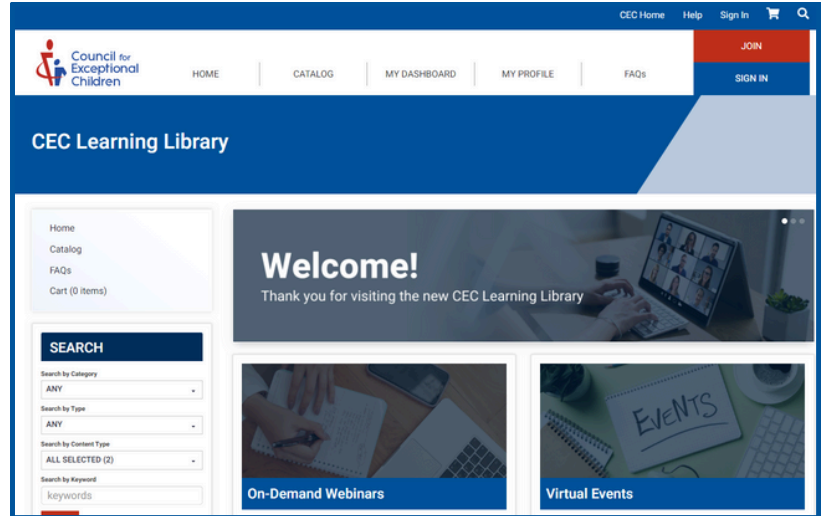 CEC Home Help Sign In
Council for
Exceptional
Children
HOME CATALOG MY DASHBOARD MY PROFILE FAQs
JOIN
SIGN IN
CEC Learning Library
Home
Catalog
FAQs
Cart (0 items)
Welcome!
Thank you for visiting the new CEC Learning Library
SEARCH
Search by Category
ANY
Search by Type
ANY
Search by Content Type
ALL SELECTED (2)
Search by Keyword
keywords
On-Demand Webinars
EVENTS
Virtual Events